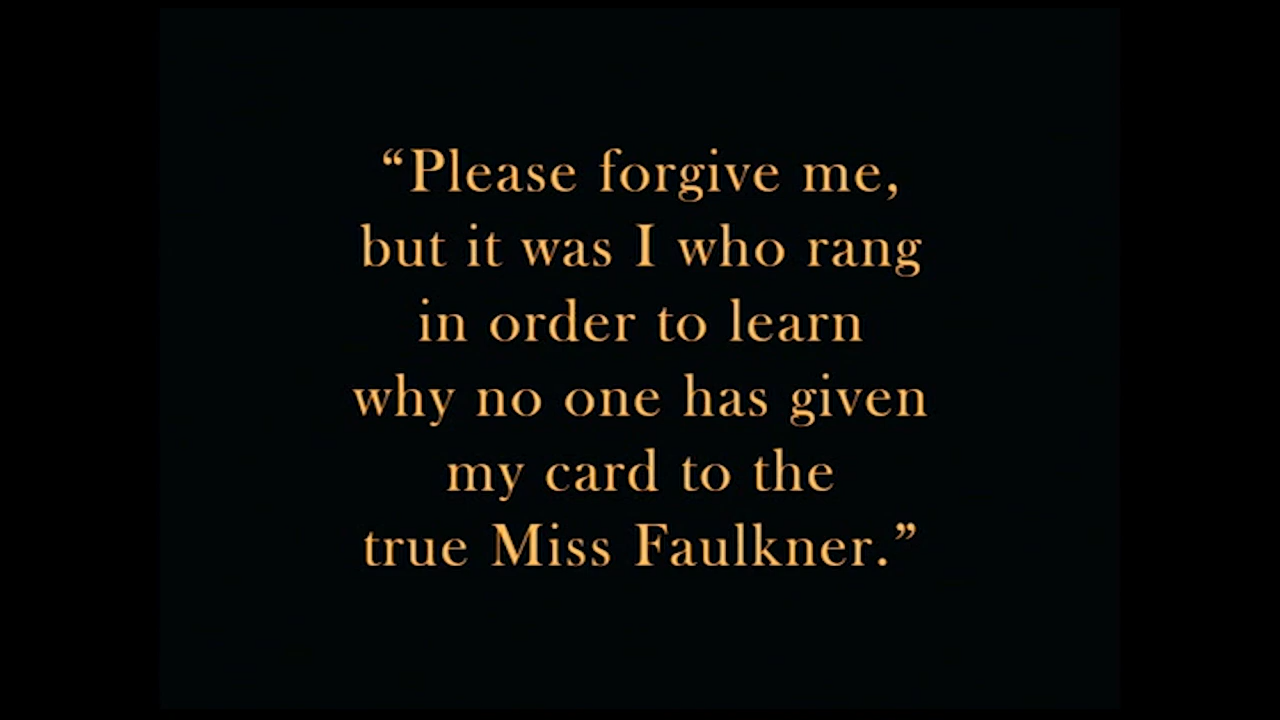 “Please forgive me,
but it was I who rang
in order to learn
why no one has given
my card to the
true Miss Faulkner.”